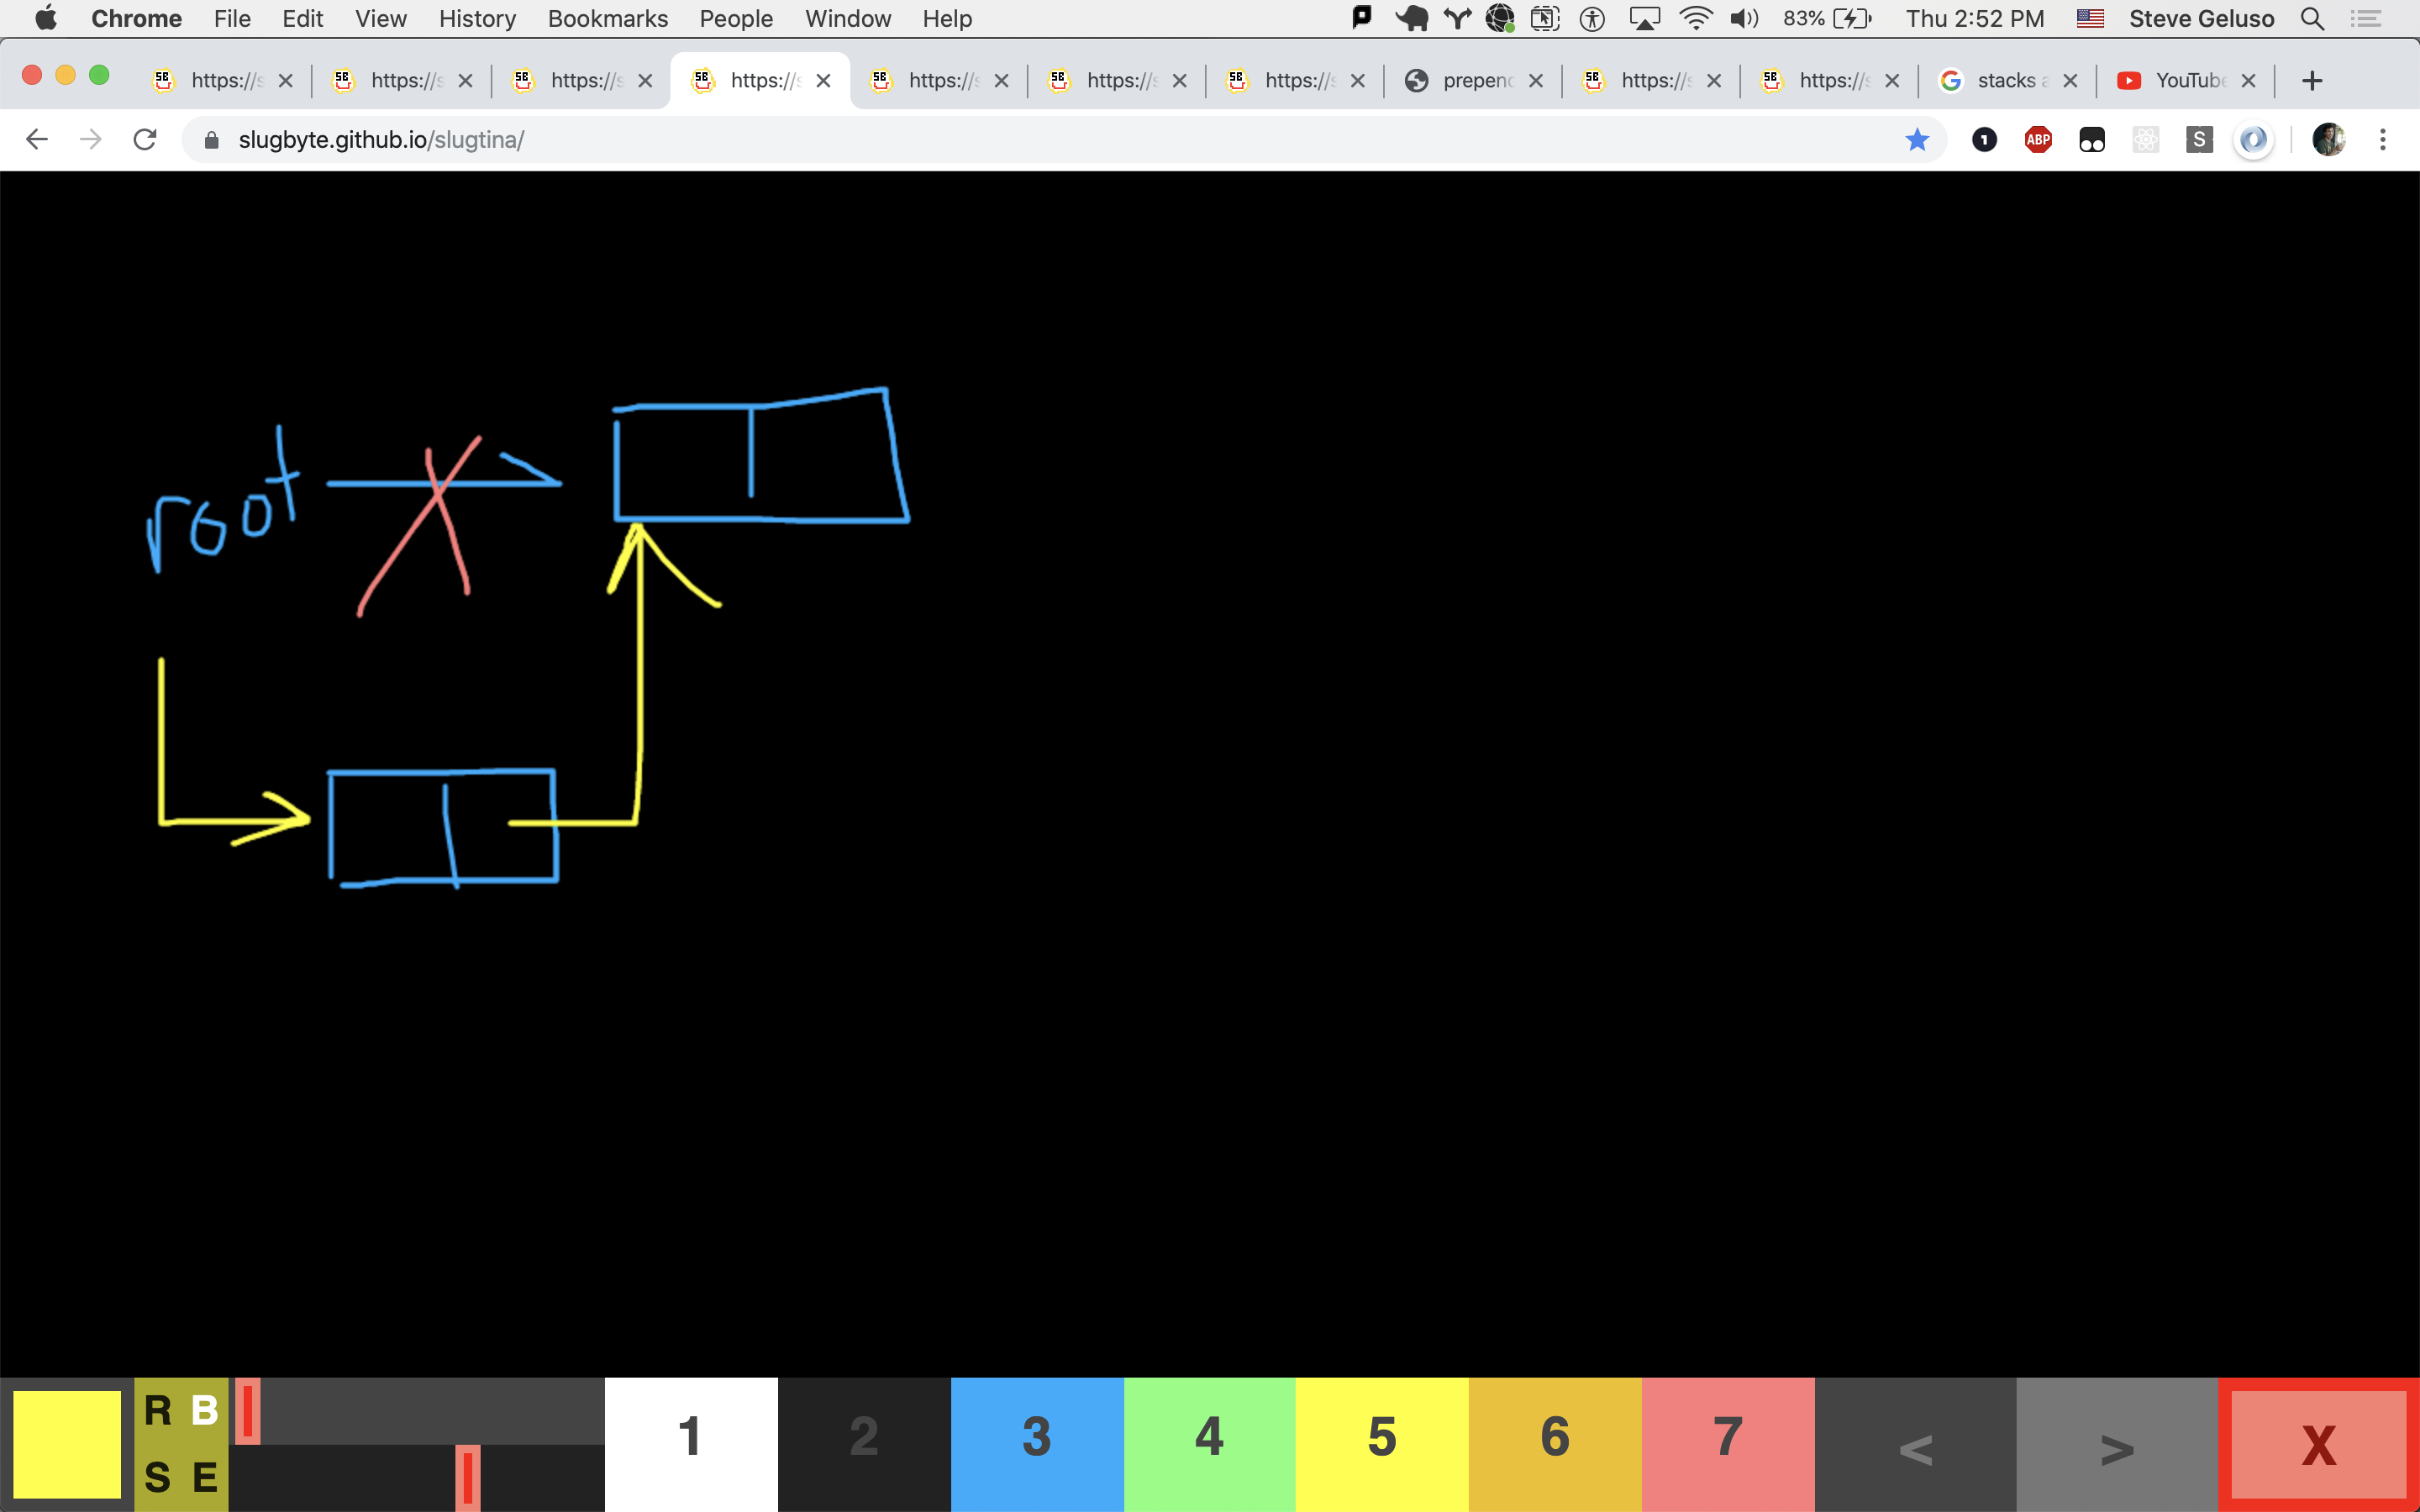 Chrome File Edit View History Bookmarks People Window Help 83% Thu 2:52 PM Steve Geluso
https://s https://s https://s https://s https://s https://s https://s prepend https://s https://s stacks a YouTube
slugbyte.github.io/slugtina/ 1 ABP S
root
R B
S E
1 2 3 4 5 6 7 < > X